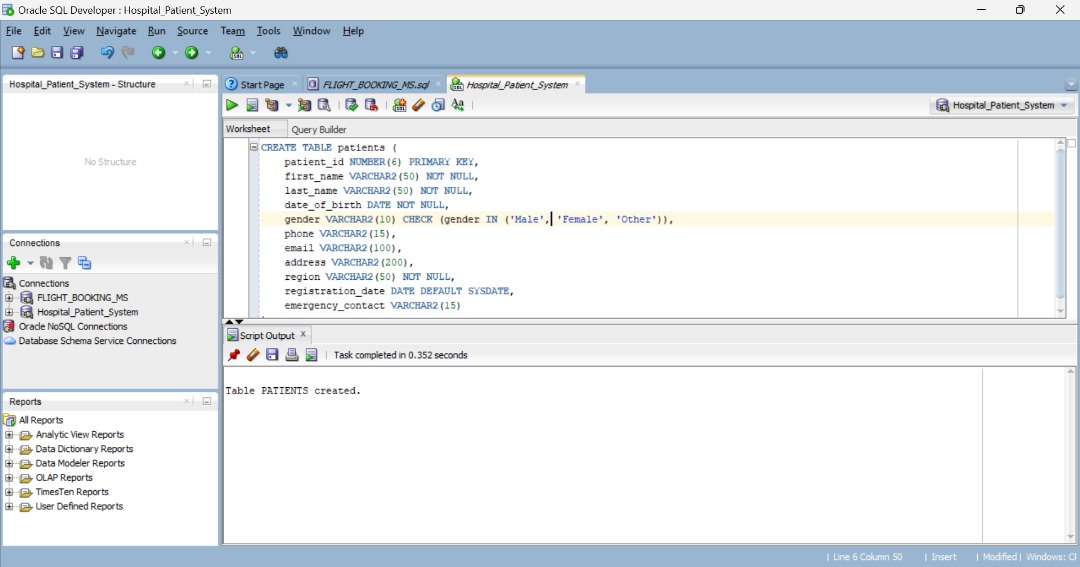 Oracle SQL Developer : Hospital_Patient_System
File Edit View Navigate Run Source Team Tools Window Help
Hospital_Patient_System - Structure
Start Page
FLIGHT_BOOKING_MS.sql
Hospital_Patient_System
Hospital_Patient_System
Worksheet
Query Builder
No Structure
CREATE TABLE patients (
patient_id NUMBER(6) PRIMARY KEY,
first_name VARCHAR2(50) NOT NULL,
last_name VARCHAR2(50) NOT NULL,
date_of_birth DATE NOT NULL,
gender VARCHAR2(10) CHECK (gender IN ('Male', 'Female', 'Other')),
phone VARCHAR2(15),
email VARCHAR2(100),
address VARCHAR2(200),
region VARCHAR2(50) NOT NULL,
registration_date DATE DEFAULT SYSDATE,
emergency_contact VARCHAR2(15)
Connections
Connections
FLIGHT_BOOKING_MS
Hospital_Patient_System
Oracle NoSQL Connections
Database Schema Service Connections
Script Output
Task completed in 0.352 seconds
Table PATIENTS created.
Reports
All Reports
Analytic View Reports
Data Dictionary Reports
Data Modeler Reports
OLAP Reports
TimesTen Reports
User Defined Reports
Line 6 Column 50 | Insert | Modified | Windows: Cl